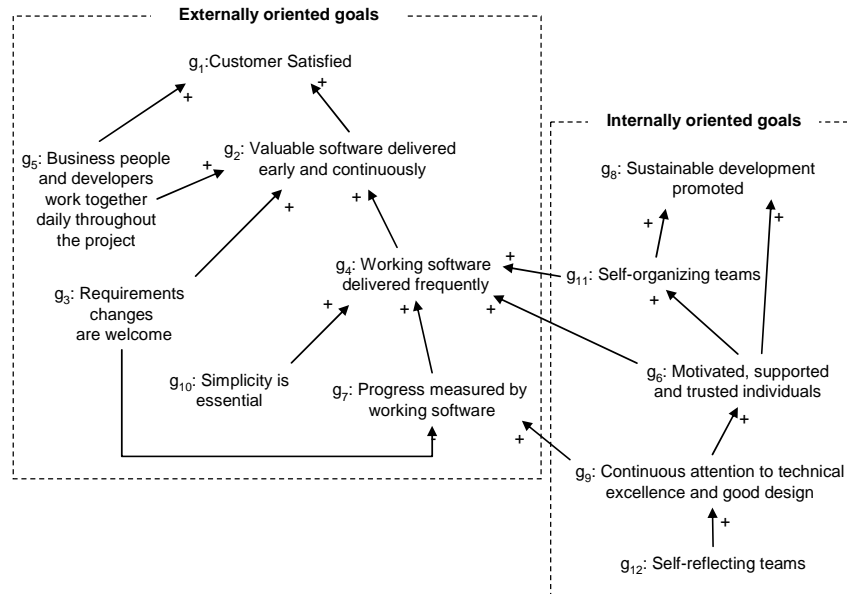 Externally oriented goals
g1:Customer Satisfied
+
+
g5: Business people
and developers
work together
daily throughout
the project
+
g2: Valuable software delivered
early and continuously
+
+
g3: Requirements
changes
are welcome
g4: Working software
delivered frequently
+
+
+
+
g10: Simplicity is
essential
g7: Progress measured by
working software
-
+
Internally oriented goals
g8: Sustainable development
promoted
+
+
g11: Self-organizing teams
+
g6: Motivated, supported
and trusted individuals
+
g9: Continuous attention to technical
excellence and good design
+
g12: Self-reflecting teams